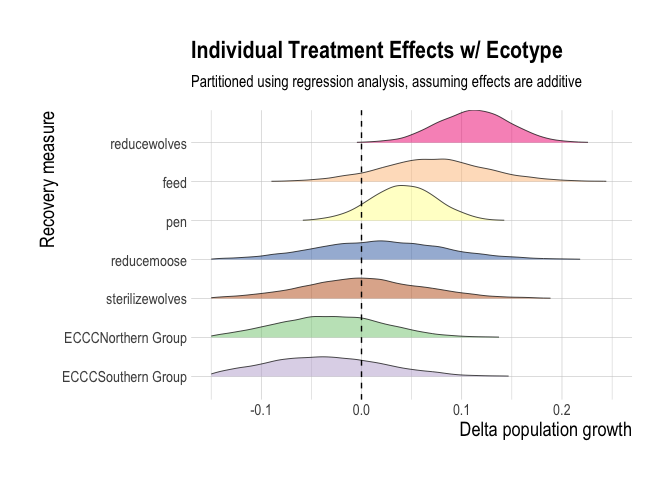 Individual Treatment Effects w/ Ecotype
Partitioned using regression analysis, assuming effects are additive
Recovery measure
reducewolves
feed
pen
reducemoose
sterilizewolves
ECCCNorthern Group
ECCCSouthern Group
-0.1 0.0 0.1 0.2
Delta population growth